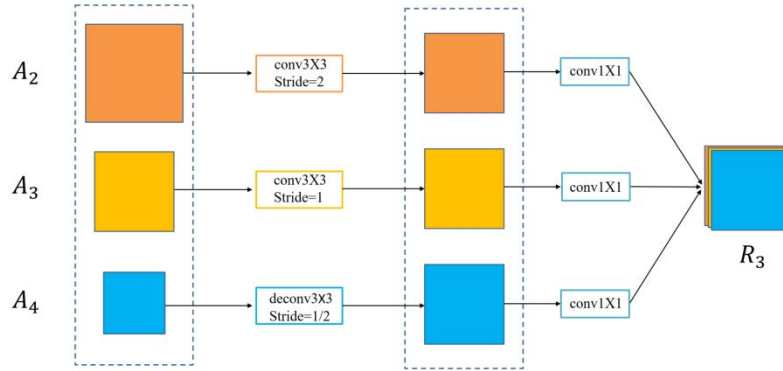 A₂
conv3X3
Stride=2
conv1X1
A₃
conv3X3
Stride=1
conv1X1
R₃
A₄
deconv3x3
Stride=1/2
conv1X1